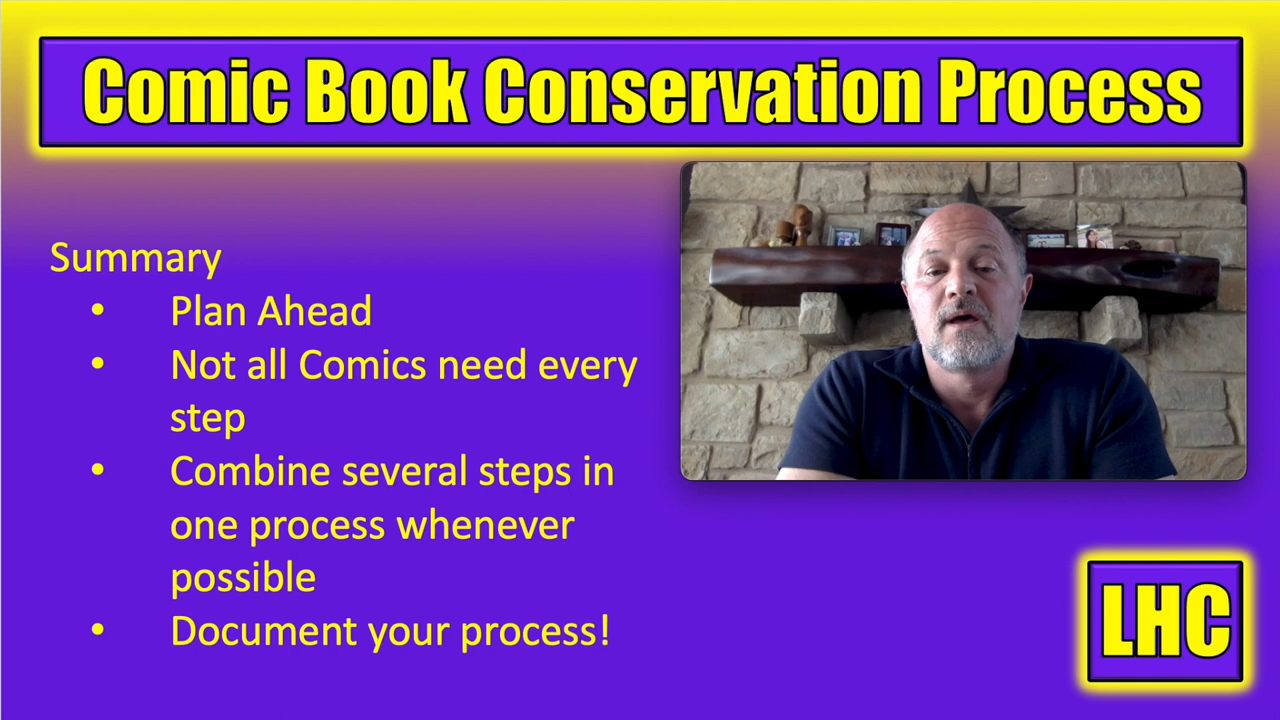 Comic Book Conservation Process
Summary
• Plan Ahead
• Not all Comics need every
step
• Combine several steps in
one process whenever
possible
• Document your process!
LHC